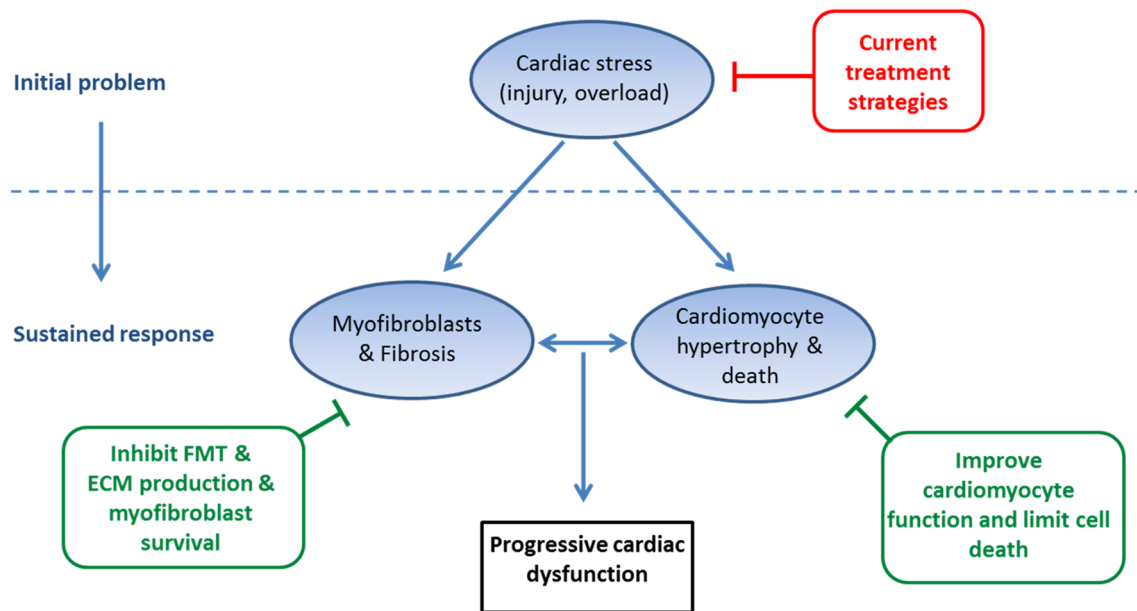 Initial problem
Cardiac stress
(injury, overload)
Current
treatment
strategies
Sustained response
Myofibroblasts
& Fibrosis
Cardiomyocyte
hypertrophy &
death
Inhibit FMT &
ECM production &
myofibroblast
survival
Progressive cardiac
dysfunction
Improve
cardiomyocyte
function and limit cell
death